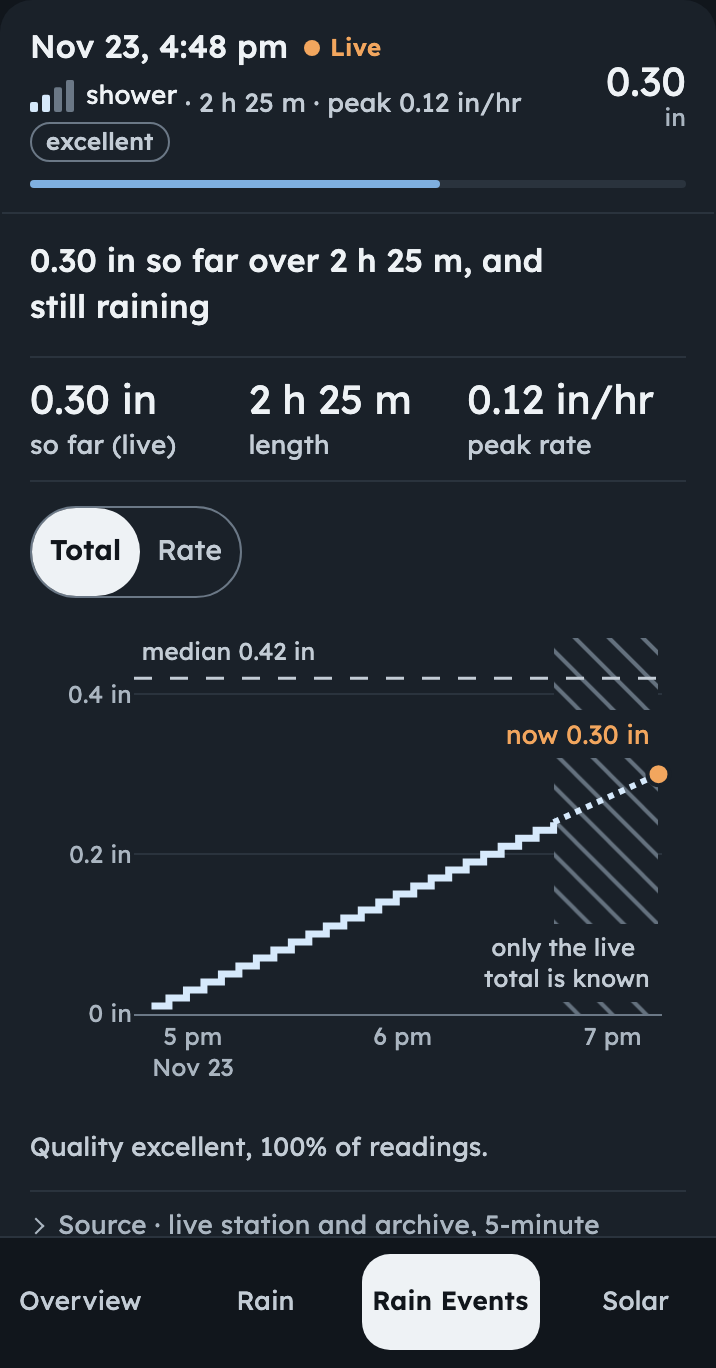 Nov 23, 4:48 pm Live
shower · 2 h 25 m · peak 0.12 in/hr
excellent
0.30
in
0.30 in so far over 2 h 25 m, and
still raining
0.30 in 2 h 25 m 0.12 in/hr
so far (live) length peak rate
Total Rate
median 0.42 in
0.4 in
now 0.30 in
0.2 in
only the live
total is known
0 in
5 pm 6 pm 7 pm
Nov 23
Quality excellent, 100% of readings.
> Source · live station and archive, 5-minute
Overview Rain Rain Events Solar